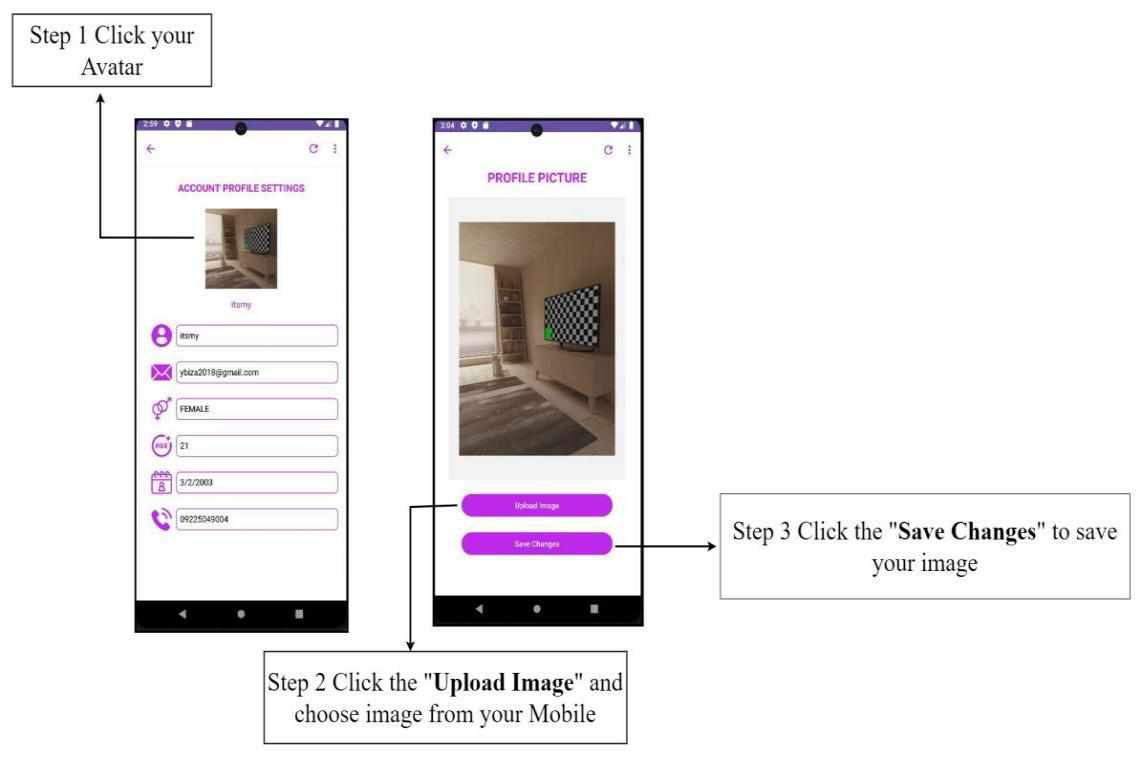 Step 1 Click your
Avatar
2:59
ACCOUNT PROFILE SETTINGS
itsmy
itsmy
ybiza2018@gmail.com
FEMALE
AGE
21
3/2/2003
09225049004
2:04
PROFILE PICTURE
Upload Image
Save Changes
Step 2 Click the "Upload Image" and
choose image from your Mobile
Step 3 Click the "Save Changes" to save
your image